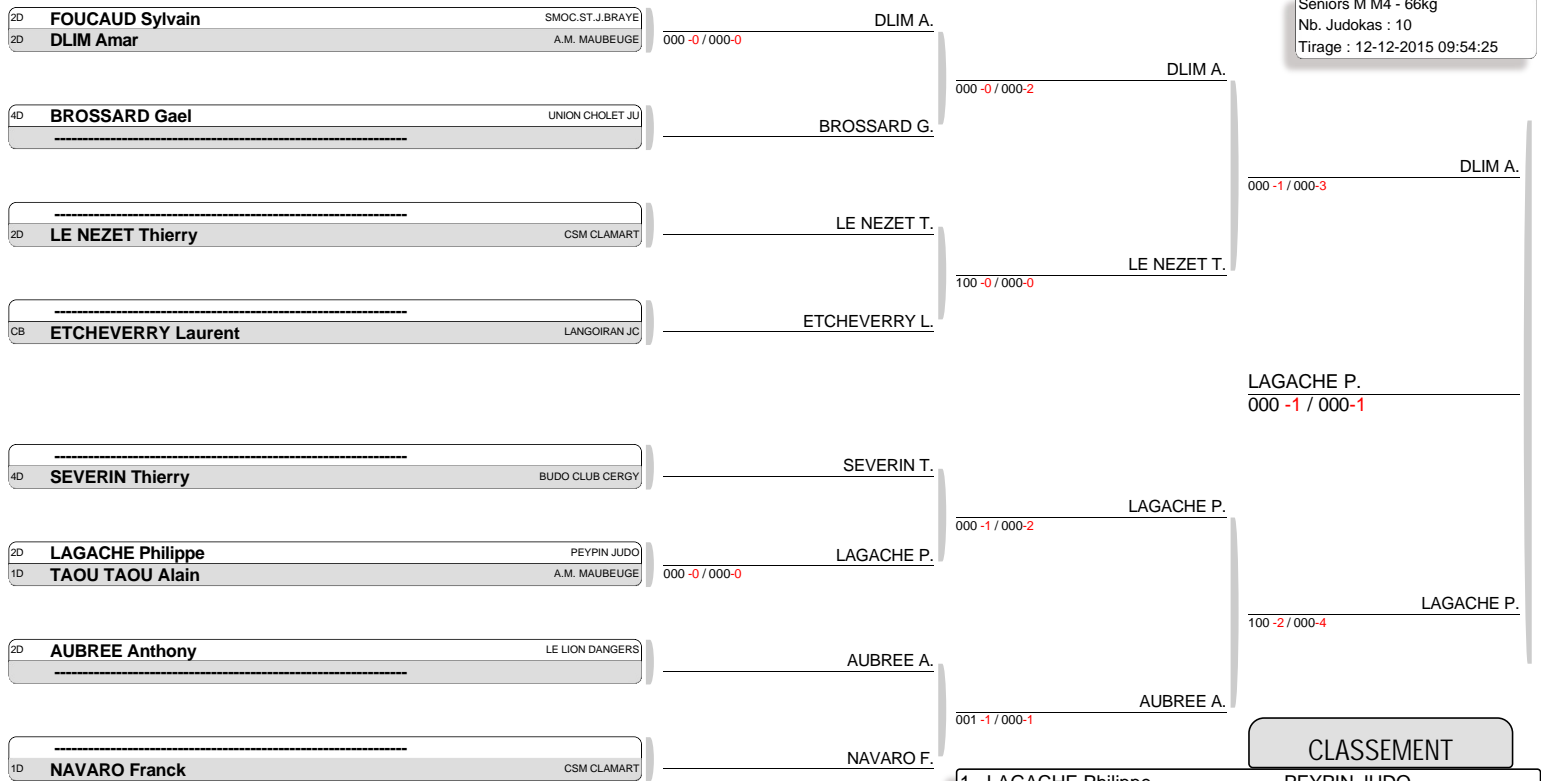 Seniors M M4 - 66kg
Nb. Judokas : 10
Tirage : 12-12-2015 09:54:25
2D FOUCAUD Sylvain SMOC.ST.J.BRAYE
2D DLIM Amar A.M. MAUBEUGE
DLIM A.
000 -0 / 000-0
4D BROSSARD Gael UNION CHOLET JU
----------------------------------------------------------------
BROSSARD G.
DLIM A.
000 -0 / 000-2
----------------------------------------------------------------
2D LE NEZET Thierry CSM CLAMART
LE NEZET T.
----------------------------------------------------------------
CB ETCHEVERRY Laurent LANGOIRAN JC
ETCHEVERRY L.
LE NEZET T.
100 -0 / 000-0
DLIM A.
000 -1 / 000-3
LAGACHE P.
000 -1 / 000-1
----------------------------------------------------------------
4D SEVERIN Thierry BUDO CLUB CERGY
SEVERIN T.
2D LAGACHE Philippe PEYPIN JUDO
1D TAOU TAOU Alain A.M. MAUBEUGE
LAGACHE P.
000 -0 / 000-0
LAGACHE P.
000 -1 / 000-2
2D AUBREE Anthony LE LION DANGERS
----------------------------------------------------------------
AUBREE A.
----------------------------------------------------------------
1D NAVARO Franck CSM CLAMART
NAVARO F.
AUBREE A.
001 -1 / 000-1
LAGACHE P.
100 -2 / 000-4
CLASSEMENT
1 LAGACHE Philippe PEYPIN JUDO